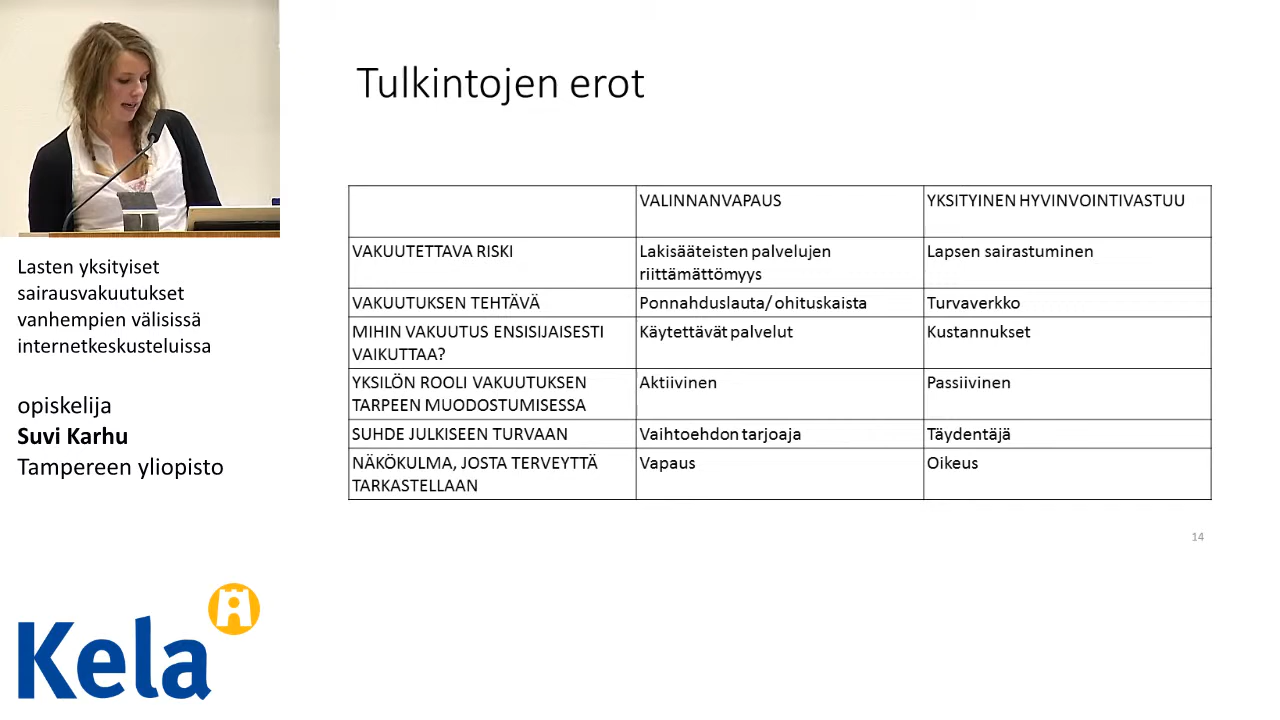 Tulkintojen erot
VALINNANVAPAUS
YKSITYINEN HYVINVOINTIVASTUU
VAKUUTETTAVA RISKI
Lakisääteisten palvelujen
riittämättömyys
Lapsen sairastuminen
VAKUUTUKSEN TEHTÄVÄ
Ponnahduslauta/ ohituskaista
Turvaverkko
MIHIN VAKUUTUS ENSISIJAISESTI
VAIKUTTAA?
Käytettävät palvelut
Kustannukset
YKSILÖN ROOLI VAKUUTUKSEN
TARPEEN MUODOSTUMISESSA
Aktiivinen
Passiivinen
SUHDE JULKISEEN TURVAAN
Vaihtoehdon tarjoaja
Täydentäjä
NÄKÖKULMA, JOSTA TERVEYTTÄ
TARKASTELLAAN
Vapaus
Oikeus
14
Lasten yksityiset
sairausvakuutukset
vanhempien välisissä
internetkeskusteluissa
opiskelija
Suvi Karhu
Tampereen yliopisto
Kela